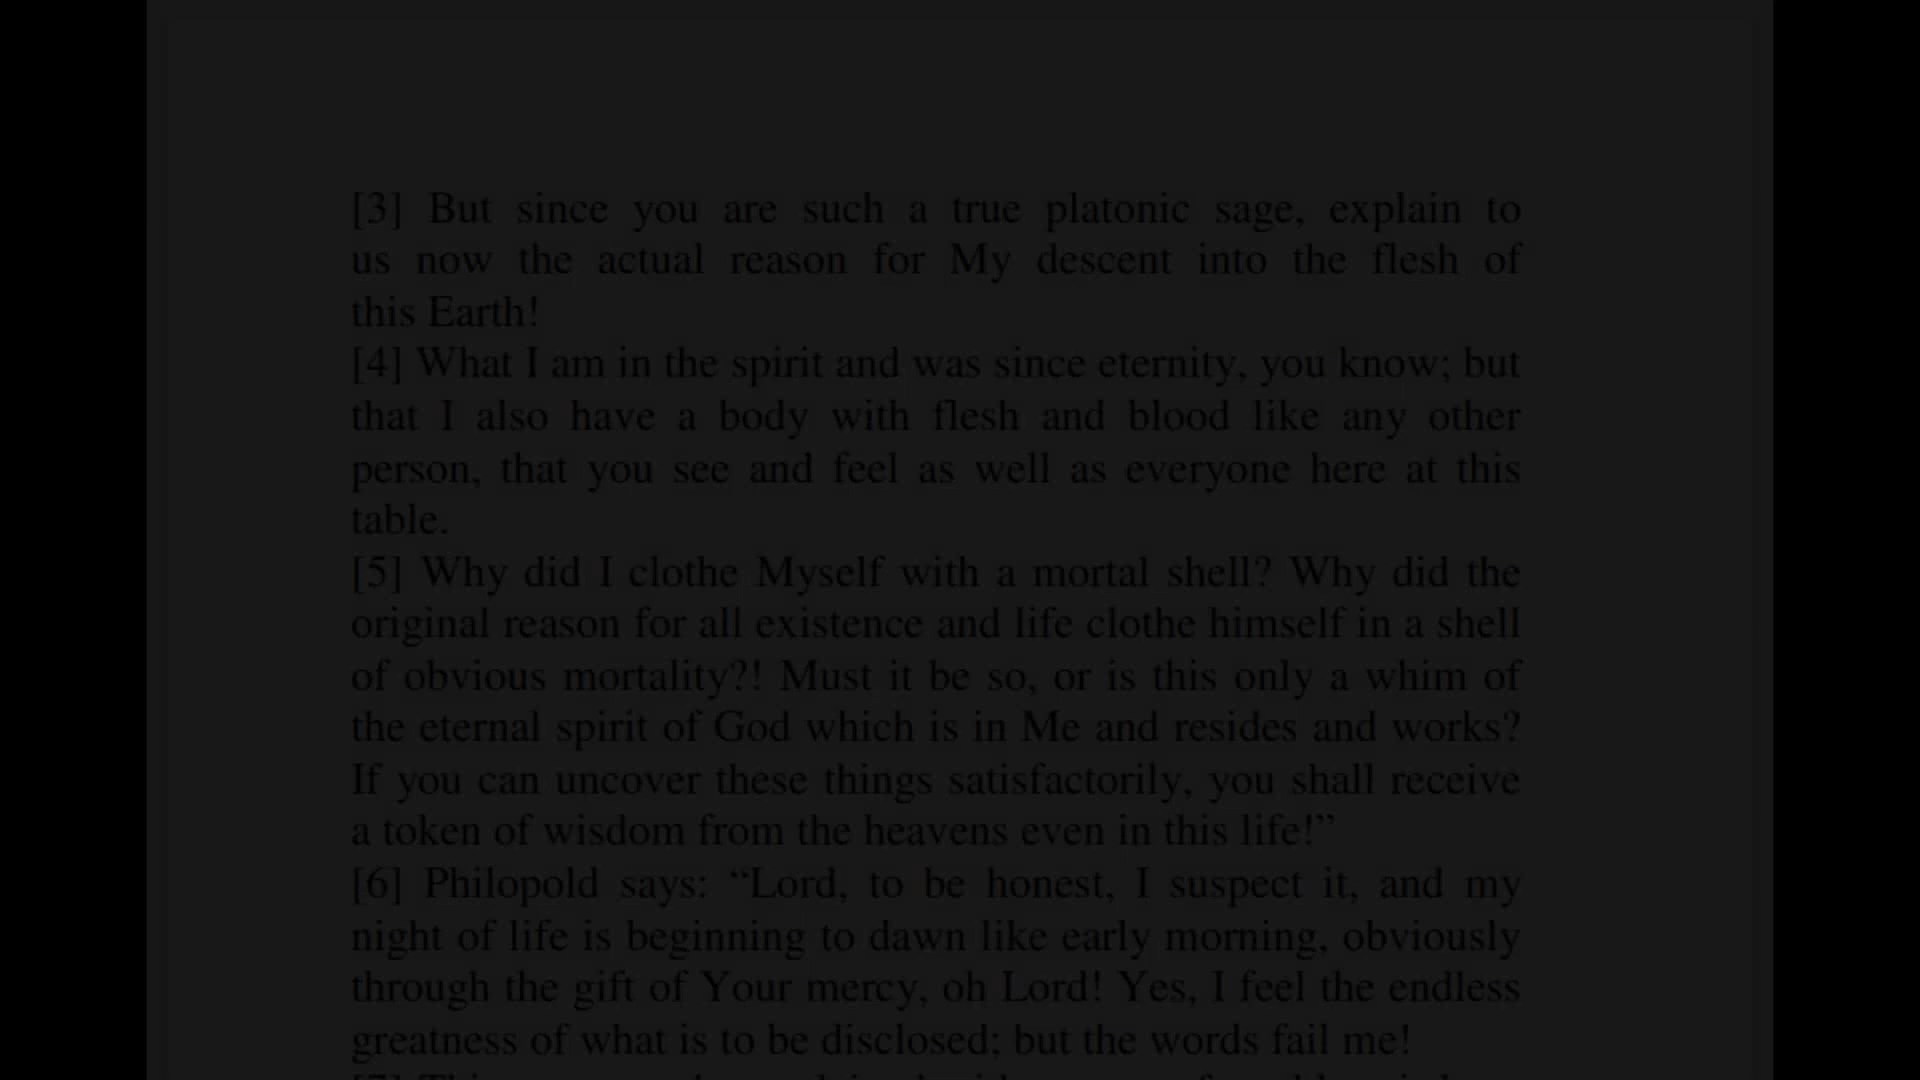 [3] But since you are such a true platonic sage, explain to
us now the actual reason for My descent into the flesh of
this Earth!
[4] What I am in the spirit and was since eternity, you know; but
that I also have a body with flesh and blood like any other
person, that you see and feel as well as everyone here at this
table.
[5] Why did I clothe Myself with a mortal shell? Why did the
original reason for all existence and life clothe himself in a shell
of obvious mortality?! Must it be so, or is this only a whim of
the eternal spirit of God which is in Me and resides and works?
If you can uncover these things satisfactorily, you shall receive
a token of wisdom from the heavens even in this life!”
[6] Philopold says: “Lord, to be honest, I suspect it, and my
night of life is beginning to dawn like early morning, obviously
through the gift of Your mercy, oh Lord! Yes, I feel the endless
greatness of what is to be disclosed; but the words fail me!